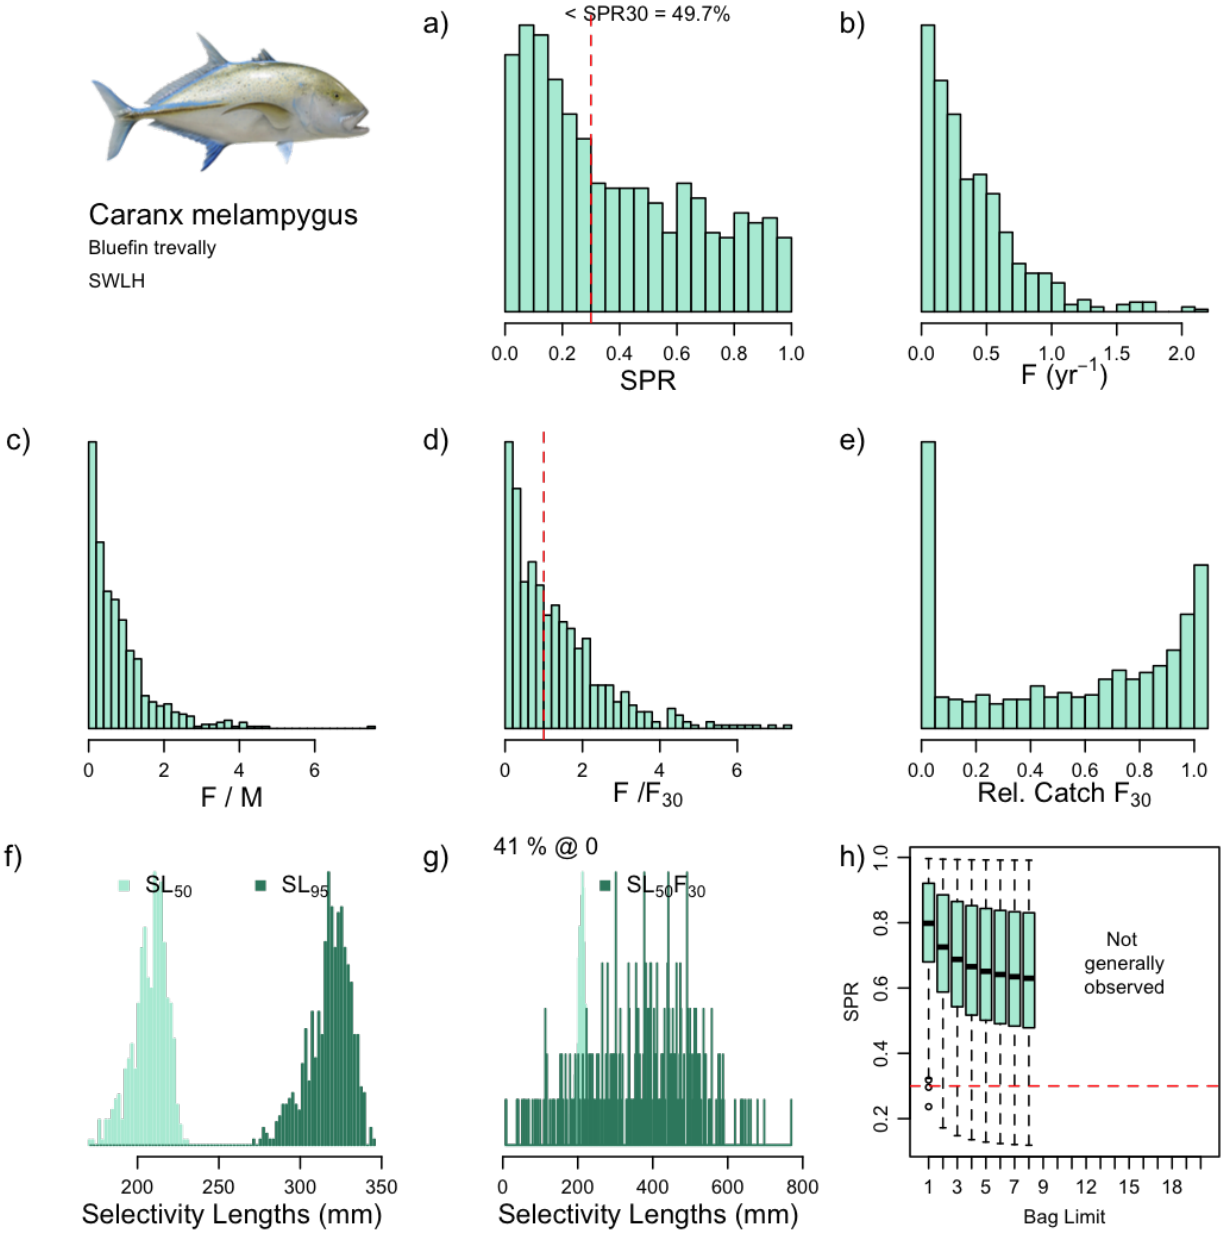 a)
< SPR30 = 49.7%
b)
Caranx melampygus
Bluefin trevally
SWLH
0.0 0.2 0.4 0.6 0.8 1.0
SPR
0.0 0.5 1.0 1.5 2.0
F (yr⁻¹)
c)
d)
e)
0 2 4 6
F / M
0 2 4 6
F /F₃₀
0.0 0.2 0.4 0.6 0.8 1.0
Rel. Catch F₃₀
f)
SL₅₀ SL₉₅
200 250 300 350
Selectivity Lengths (mm)
g)
41 % @ 0
SL₅₀F₃₀
0 200 400 600 800
Selectivity Lengths (mm)
h)
SPR
1.0
0.8
0.6
0.4
0.2
Not
generally
observed
1 3 5 7 9 12 15 18
Bag Limit